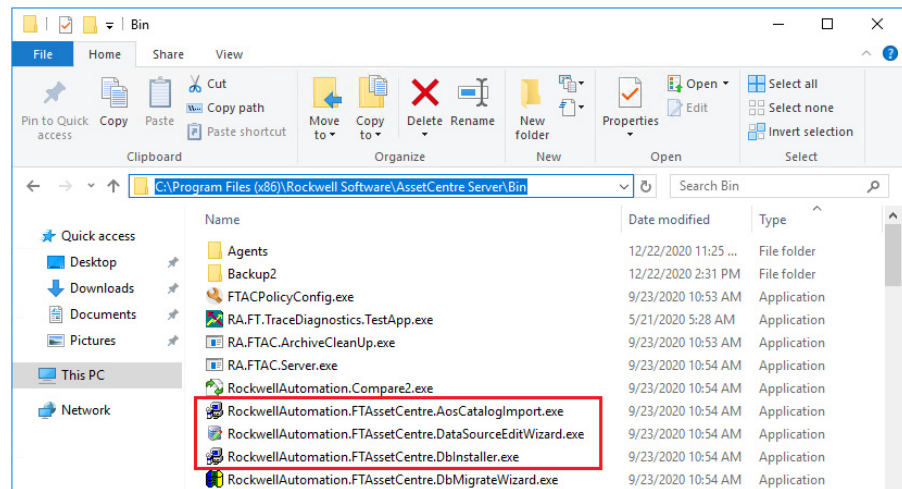 Bin
File Home Share View
Pin to Quick access
Copy
Paste
Cut
Copy path
Paste shortcut
Clipboard
Move to
Copy to
Delete
Rename
Organize
New folder
New
Properties
Open
Edit
Open
Select all
Select none
Invert selection
Select
C:\Program Files (x86)\Rockwell Software\AssetCentre Server\Bin
Search Bin
Quick access
Desktop
Downloads
Documents
Pictures
This PC
Network
Name Date modified Type
Agents 12/22/2020 11:25 ... File folder
Backup2 12/22/2020 2:31 PM File folder
FTACPolicyConfig.exe 9/23/2020 10:53 AM Application
RA.FT.TraceDiagnostics.TestApp.exe 5/21/2020 5:28 AM Application
RA.FTAC.ArchiveCleanUp.exe 9/23/2020 10:53 AM Application
RA.FTAC.Server.exe 9/23/2020 10:54 AM Application
RockwellAutomation.Compare2.exe 9/23/2020 10:54 AM Application
RockwellAutomation.FTAssetCentre.AosCatalogImport.exe 9/23/2020 10:54 AM Application
RockwellAutomation.FTAssetCentre.DataSourceEditWizard.exe 9/23/2020 10:54 AM Application
RockwellAutomation.FTAssetCentre.DbInstaller.exe 9/23/2020 10:54 AM Application
RockwellAutomation.FTAssetCentre.DbMigrateWizard.exe 9/23/2020 10:54 AM Application